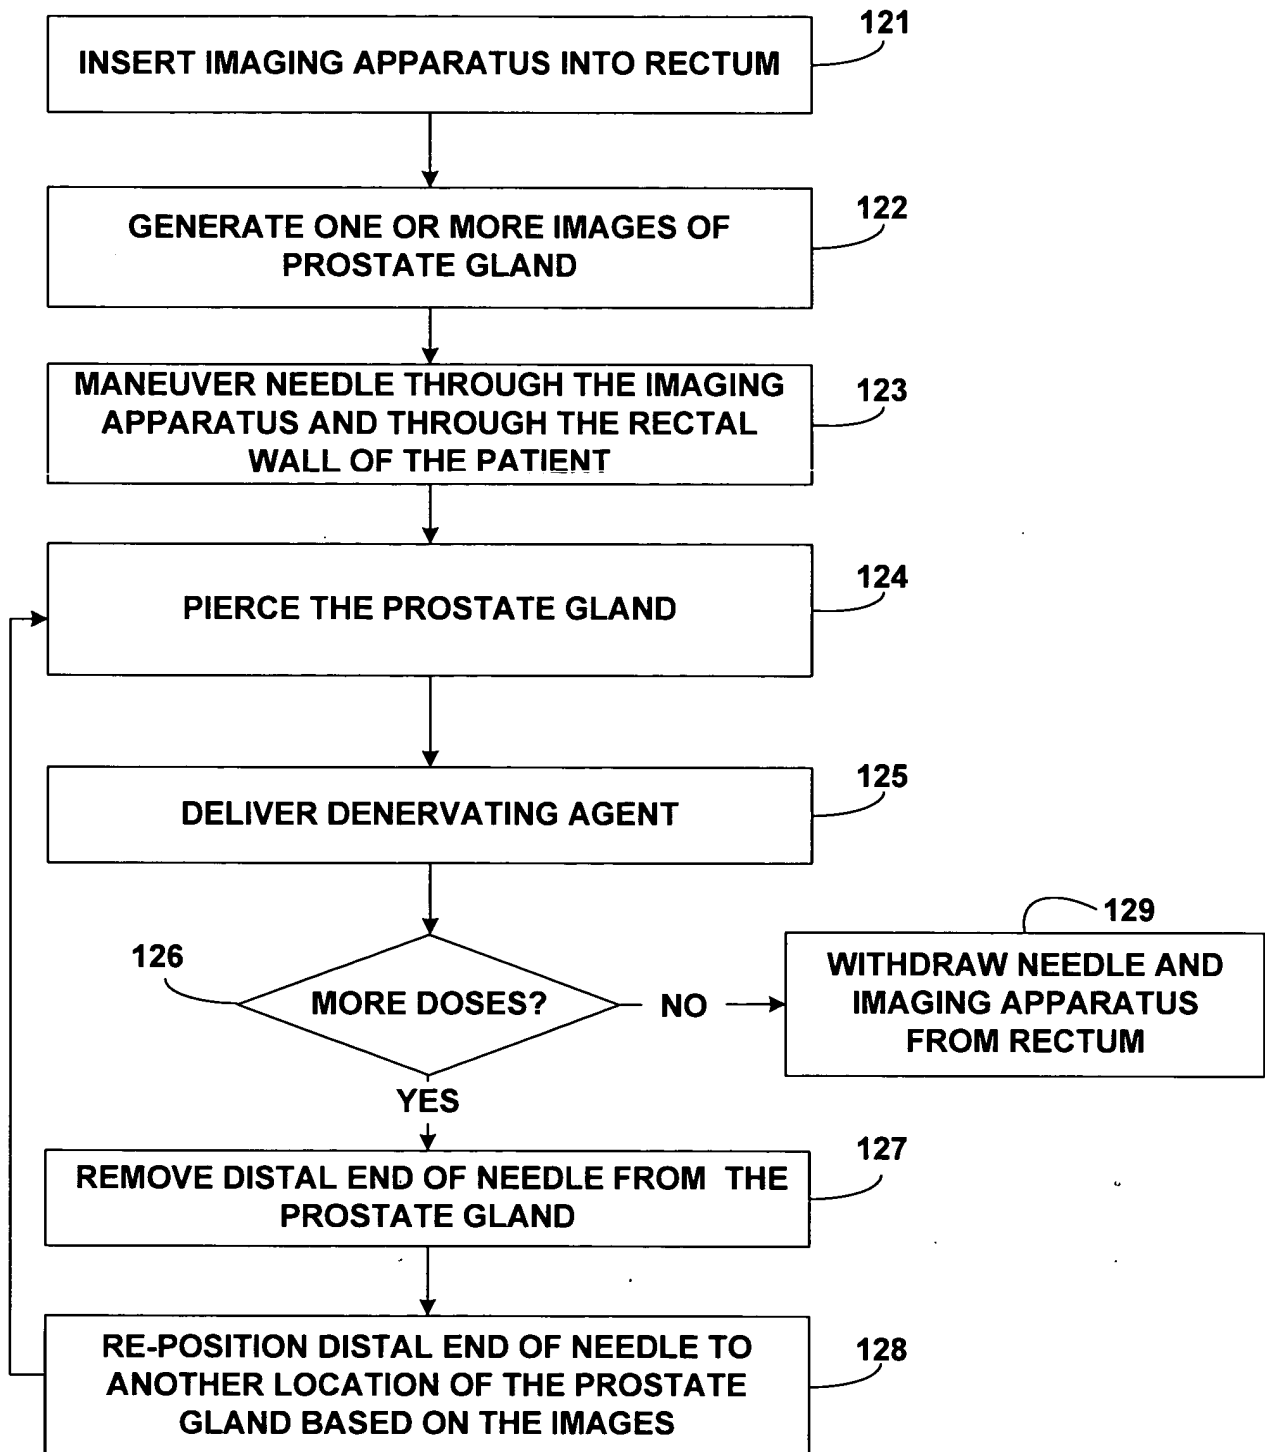 121
INSERT IMAGING APPARATUS INTO RECTUM
122
GENERATE ONE OR MORE IMAGES OF
PROSTATE GLAND
123
MANEUVER NEEDLE THROUGH THE IMAGING
APPARATUS AND THROUGH THE RECTAL
WALL OF THE PATIENT
124
PIERCE THE PROSTATE GLAND
125
DELIVER DENERVATING AGENT
126
MORE DOSES?
NO
129
WITHDRAW NEEDLE AND
IMAGING APPARATUS
FROM RECTUM
YES
127
REMOVE DISTAL END OF NEEDLE FROM THE
PROSTATE GLAND
128
RE-POSITION DISTAL END OF NEEDLE TO
ANOTHER LOCATION OF THE PROSTATE
GLAND BASED ON THE IMAGES